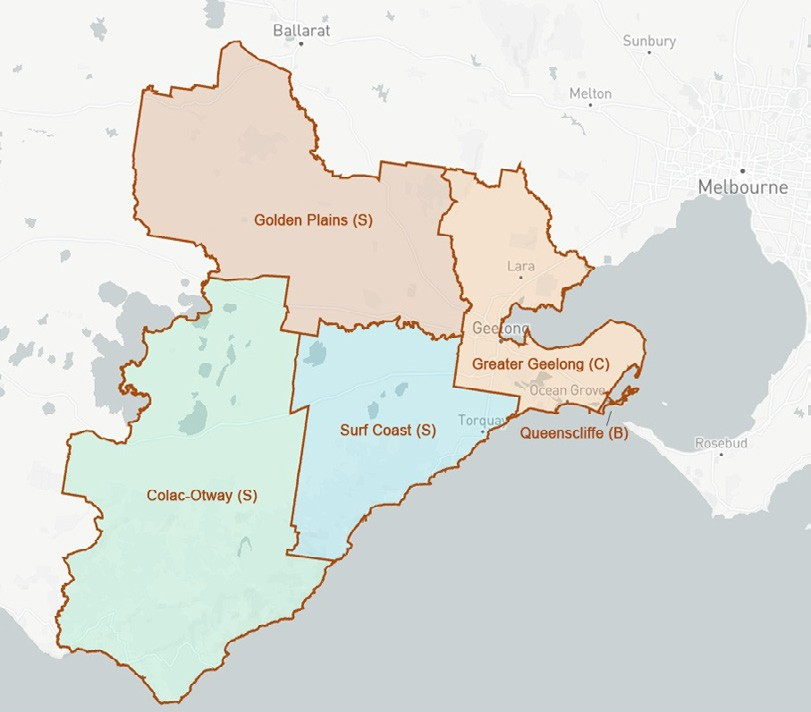 Ballarat
Sunbury
Melton
Melbourne
Golden Plains (S)
Lara
Geelong
Greater Geelong (C)
Ocean Grove
Torquay
Surf Coast (S)
Queenscliffe (B)
Rosebud
Colac-Otway (S)